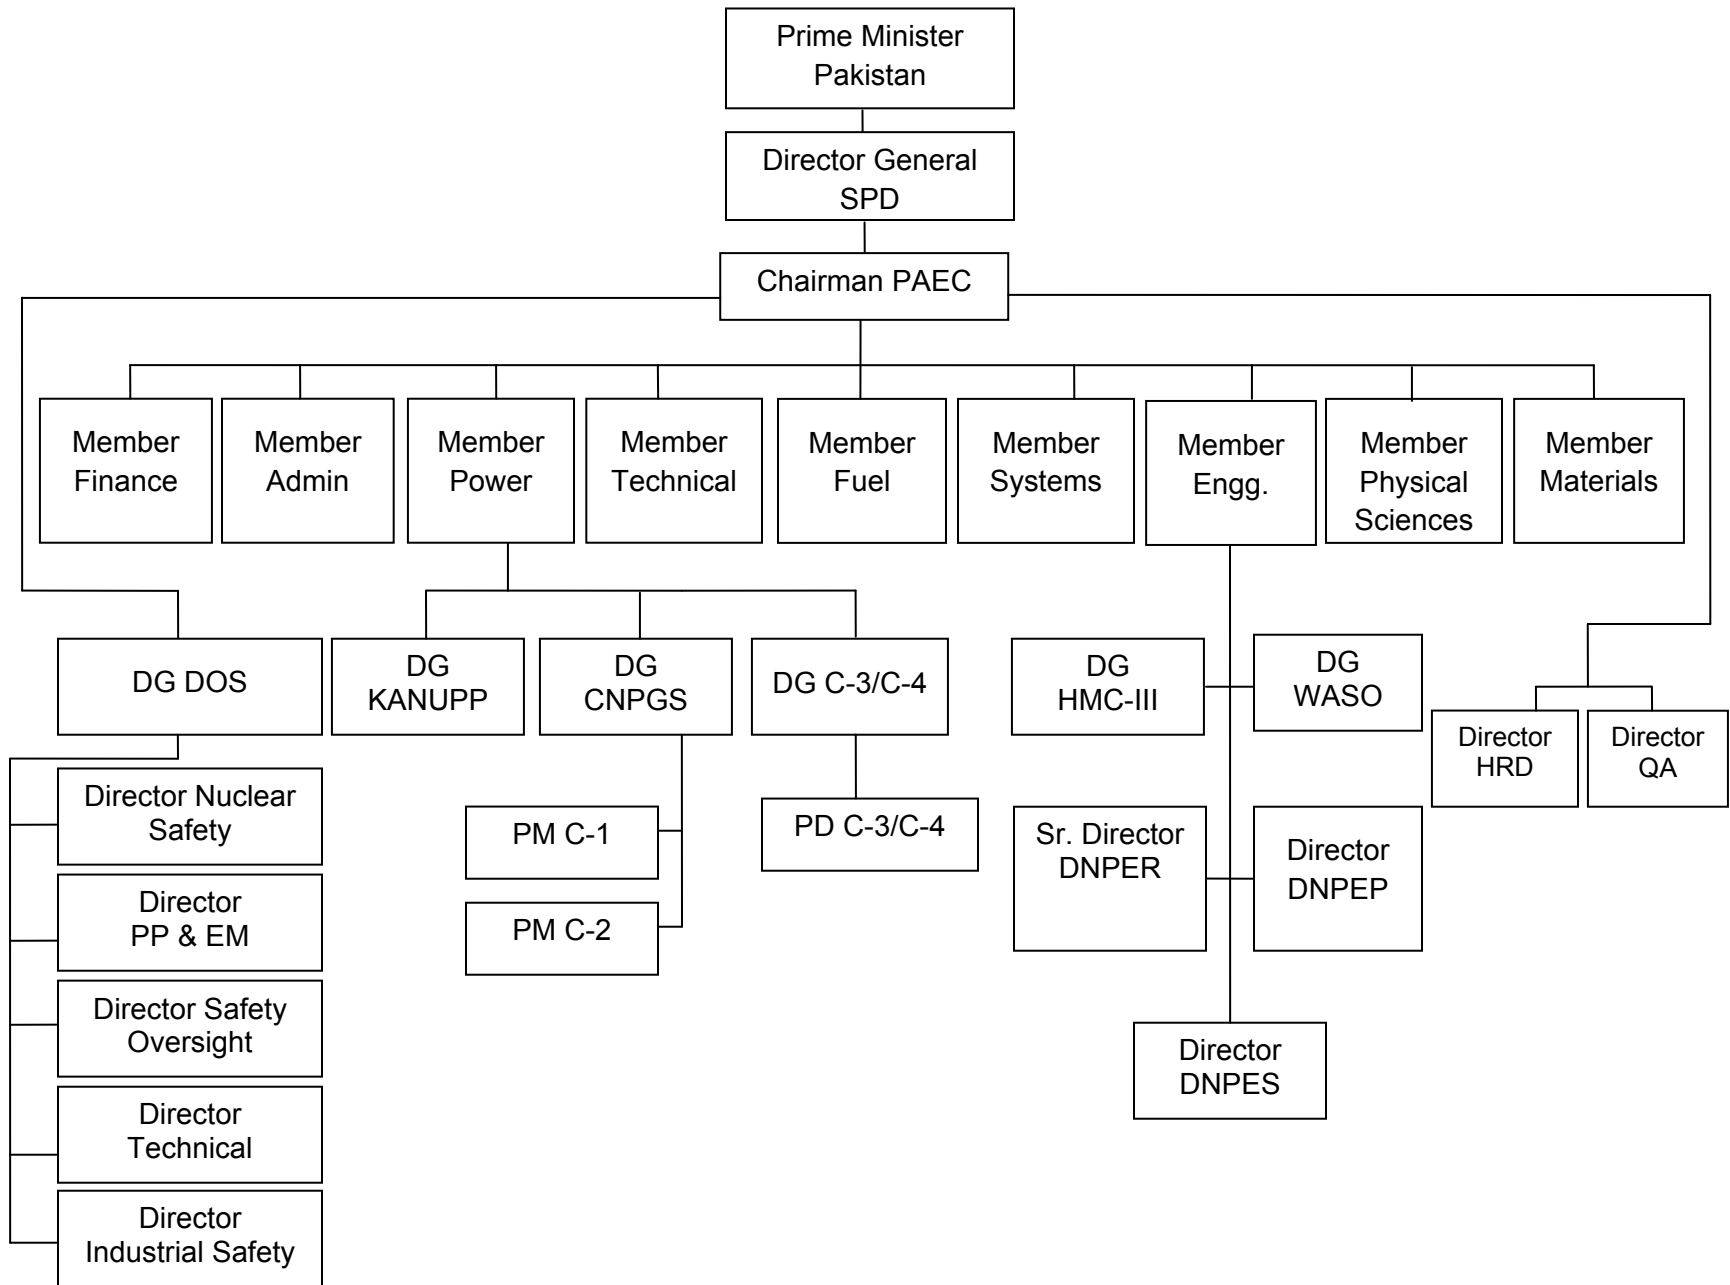 Prime Minister
Pakistan
Director General
SPD
Chairman PAEC
Member
Finance
Member
Admin
Member
Power
Member
Technical
Member
Fuel
Member
Systems
Member
Engg.
Member
Physical
Sciences
Member
Materials
DG DOS
DG
KANUPP
DG
CNPGS
DG C-3/C-4
DG
HMC-III
DG
WASO
Director
HRD
Director
QA
Director Nuclear
Safety
PM C-1
PD C-3/C-4
Sr. Director
DNPER
Director
DNPEP
Director
PP & EM
PM C-2
Director Safety
Oversight
Director
DNPES
Director
Technical
Director
Industrial Safety